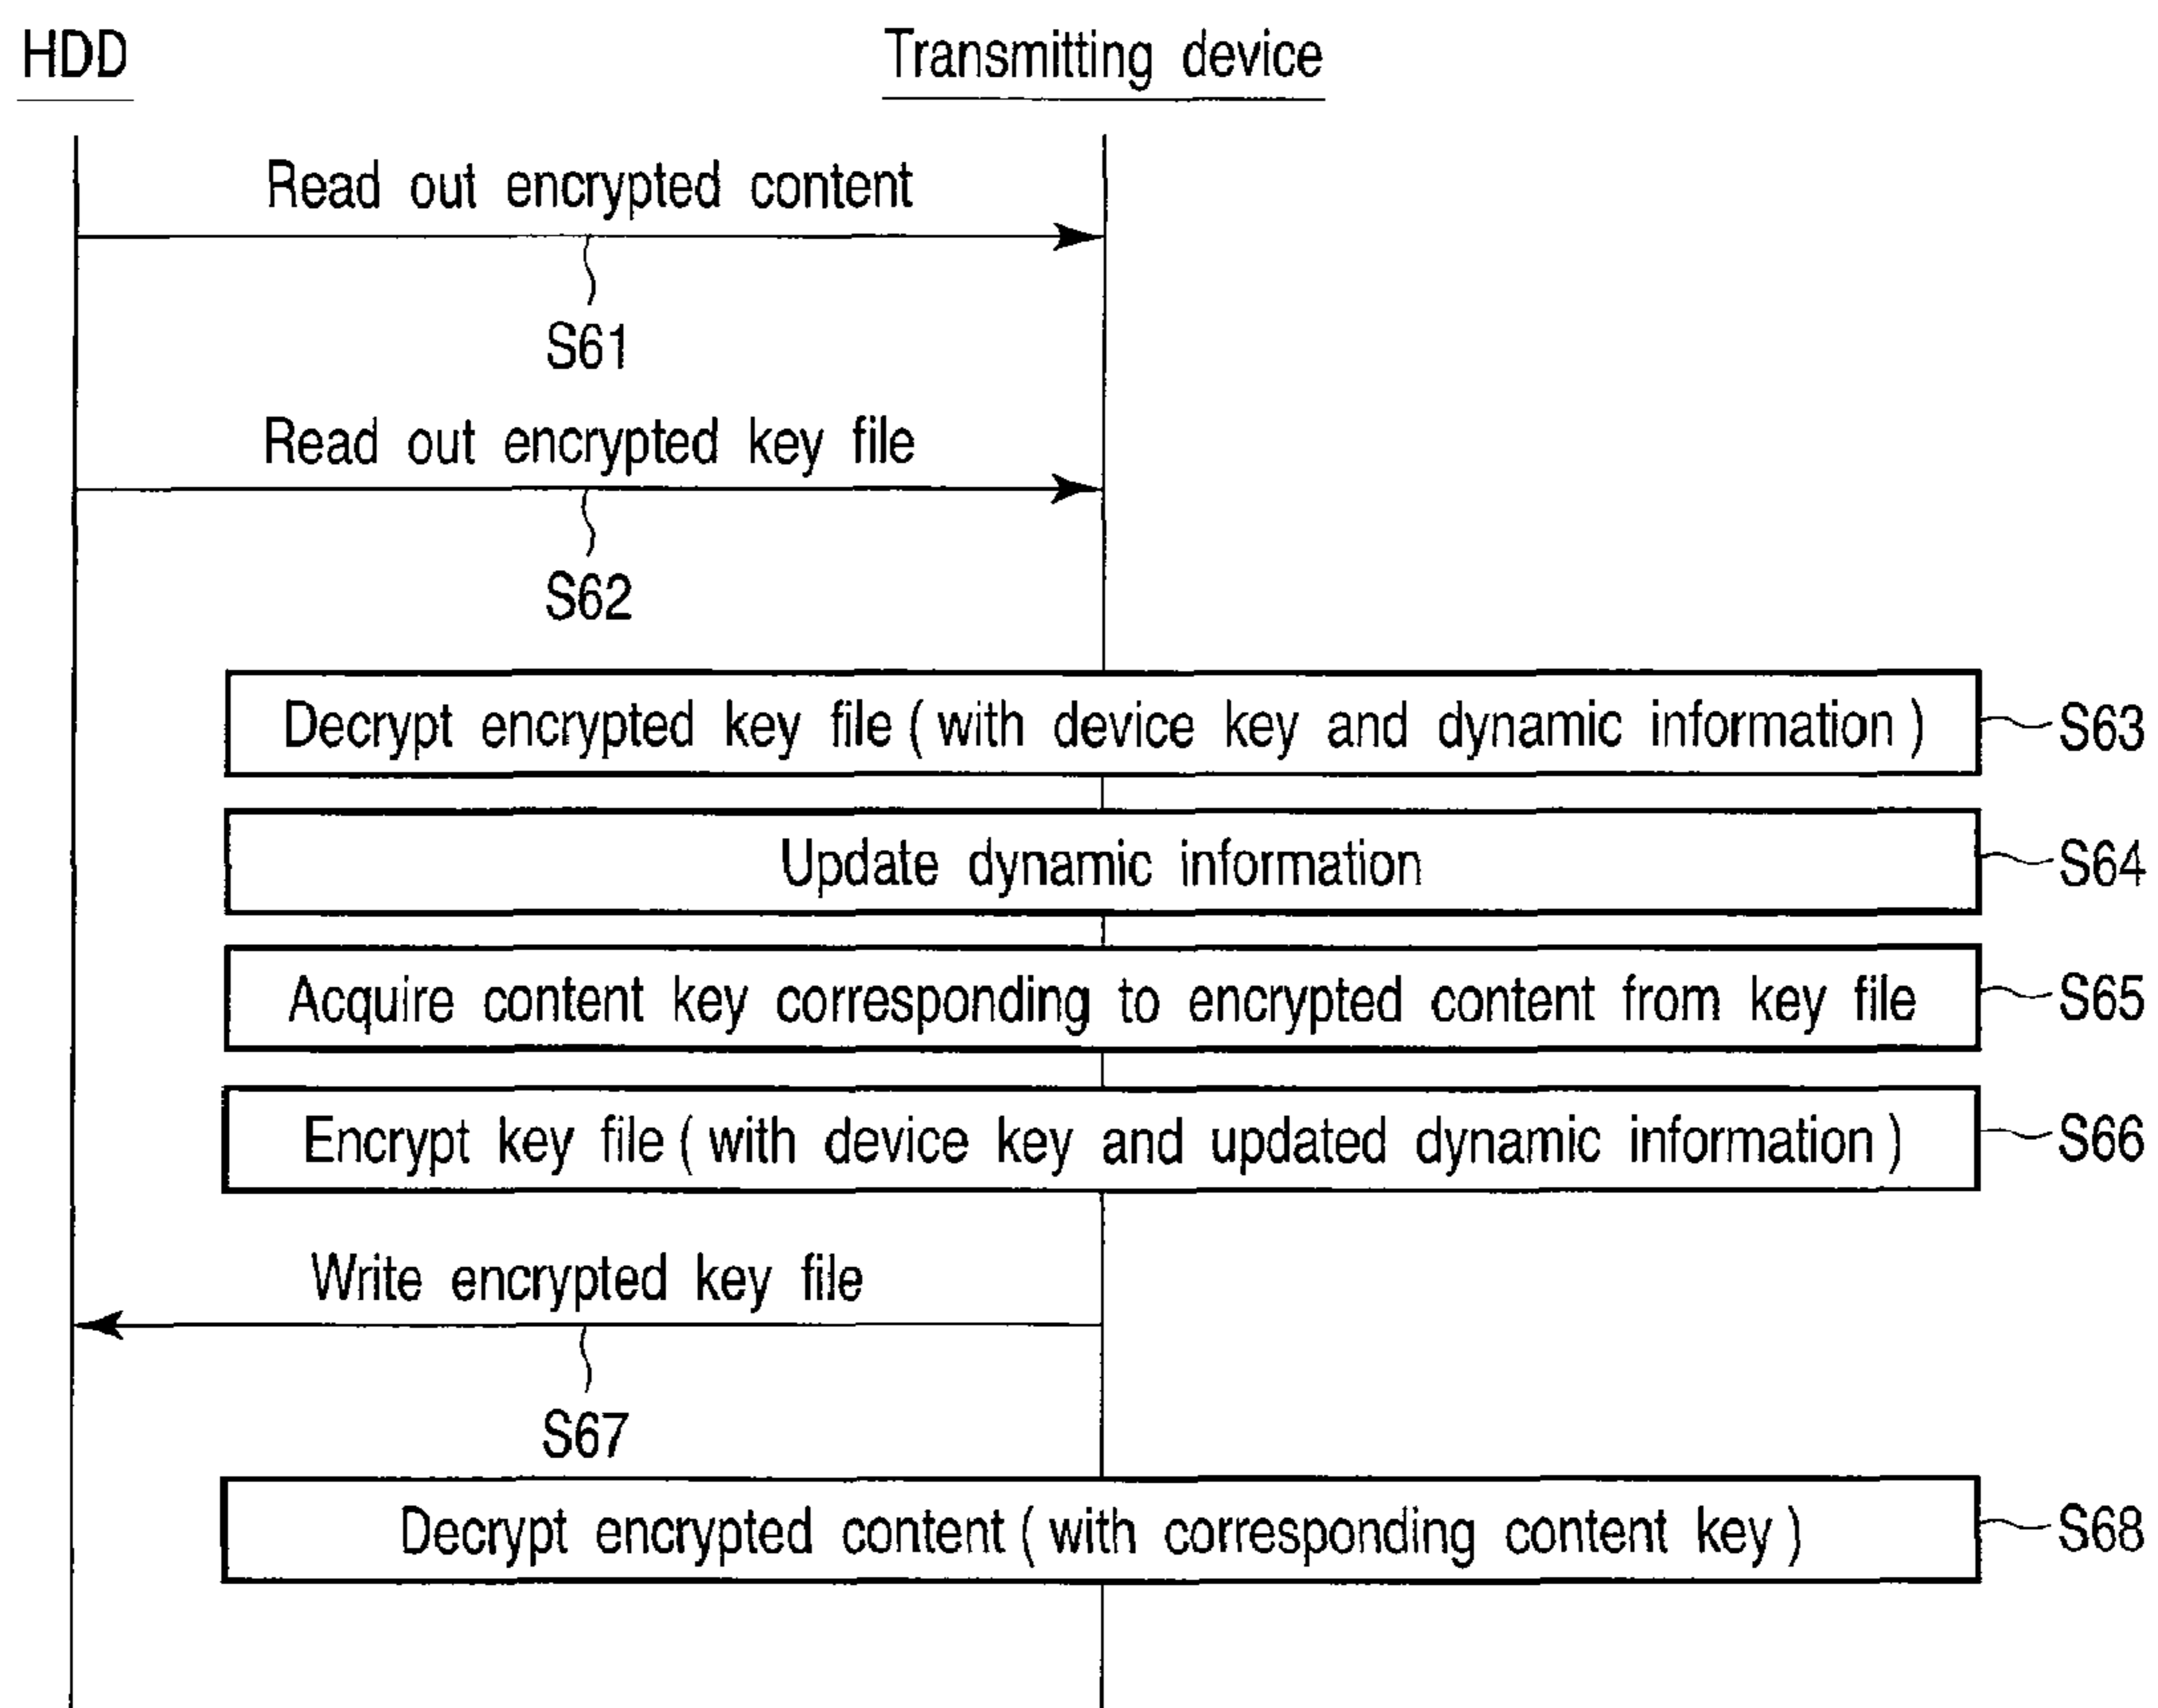 HDD
Transmitting device
Read out encrypted content
S61
Read out encrypted key file
S62
Decrypt encrypted key file (with device key and dynamic information)
S63
Update dynamic information
S64
Acquire content key corresponding to encrypted content from key file
S65
Encrypt key file (with device key and updated dynamic information)
S66
Write encrypted key file
S67
Decrypt encrypted content (with corresponding content key)
S68